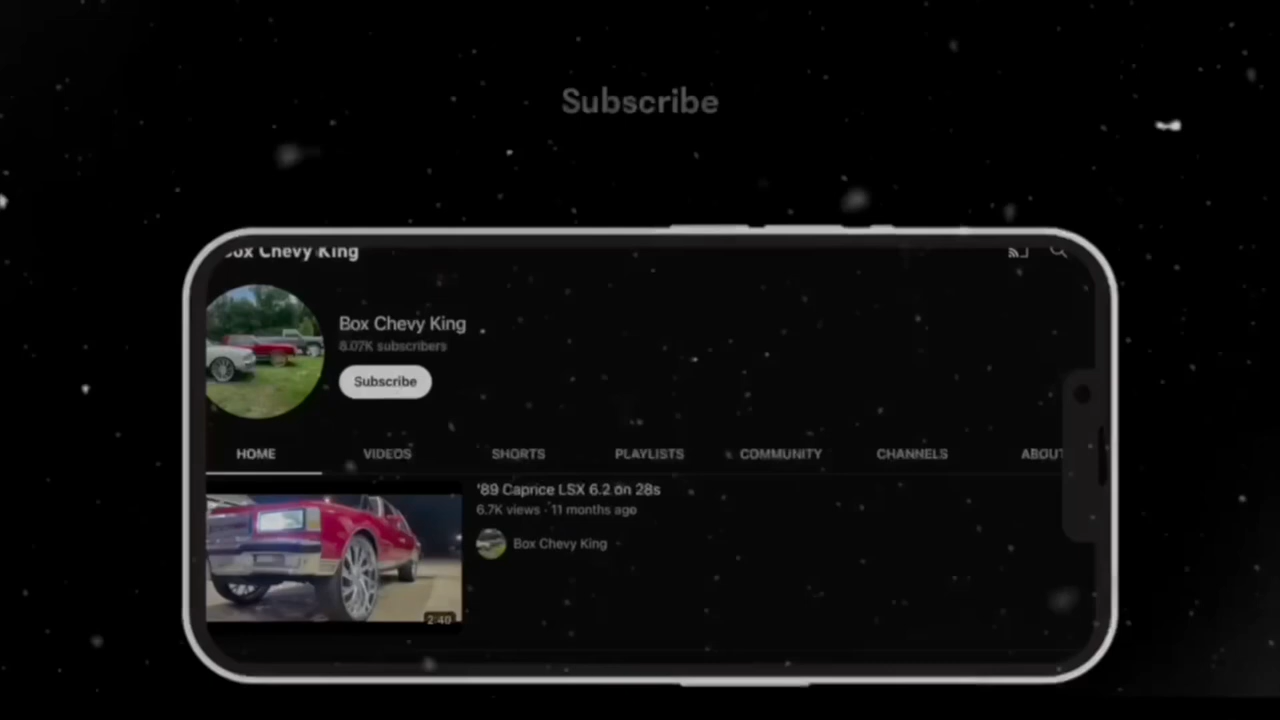 Subscribe
Box Chevy King
Box Chevy King
8.07K subscribers
Subscribe
HOME VIDEOS SHORTS PLAYLISTS COMMUNITY CHANNELS ABOUT
'89 Caprice LSX 6.2 on 28s
6.7K views · 11 months ago
Box Chevy King
2:40